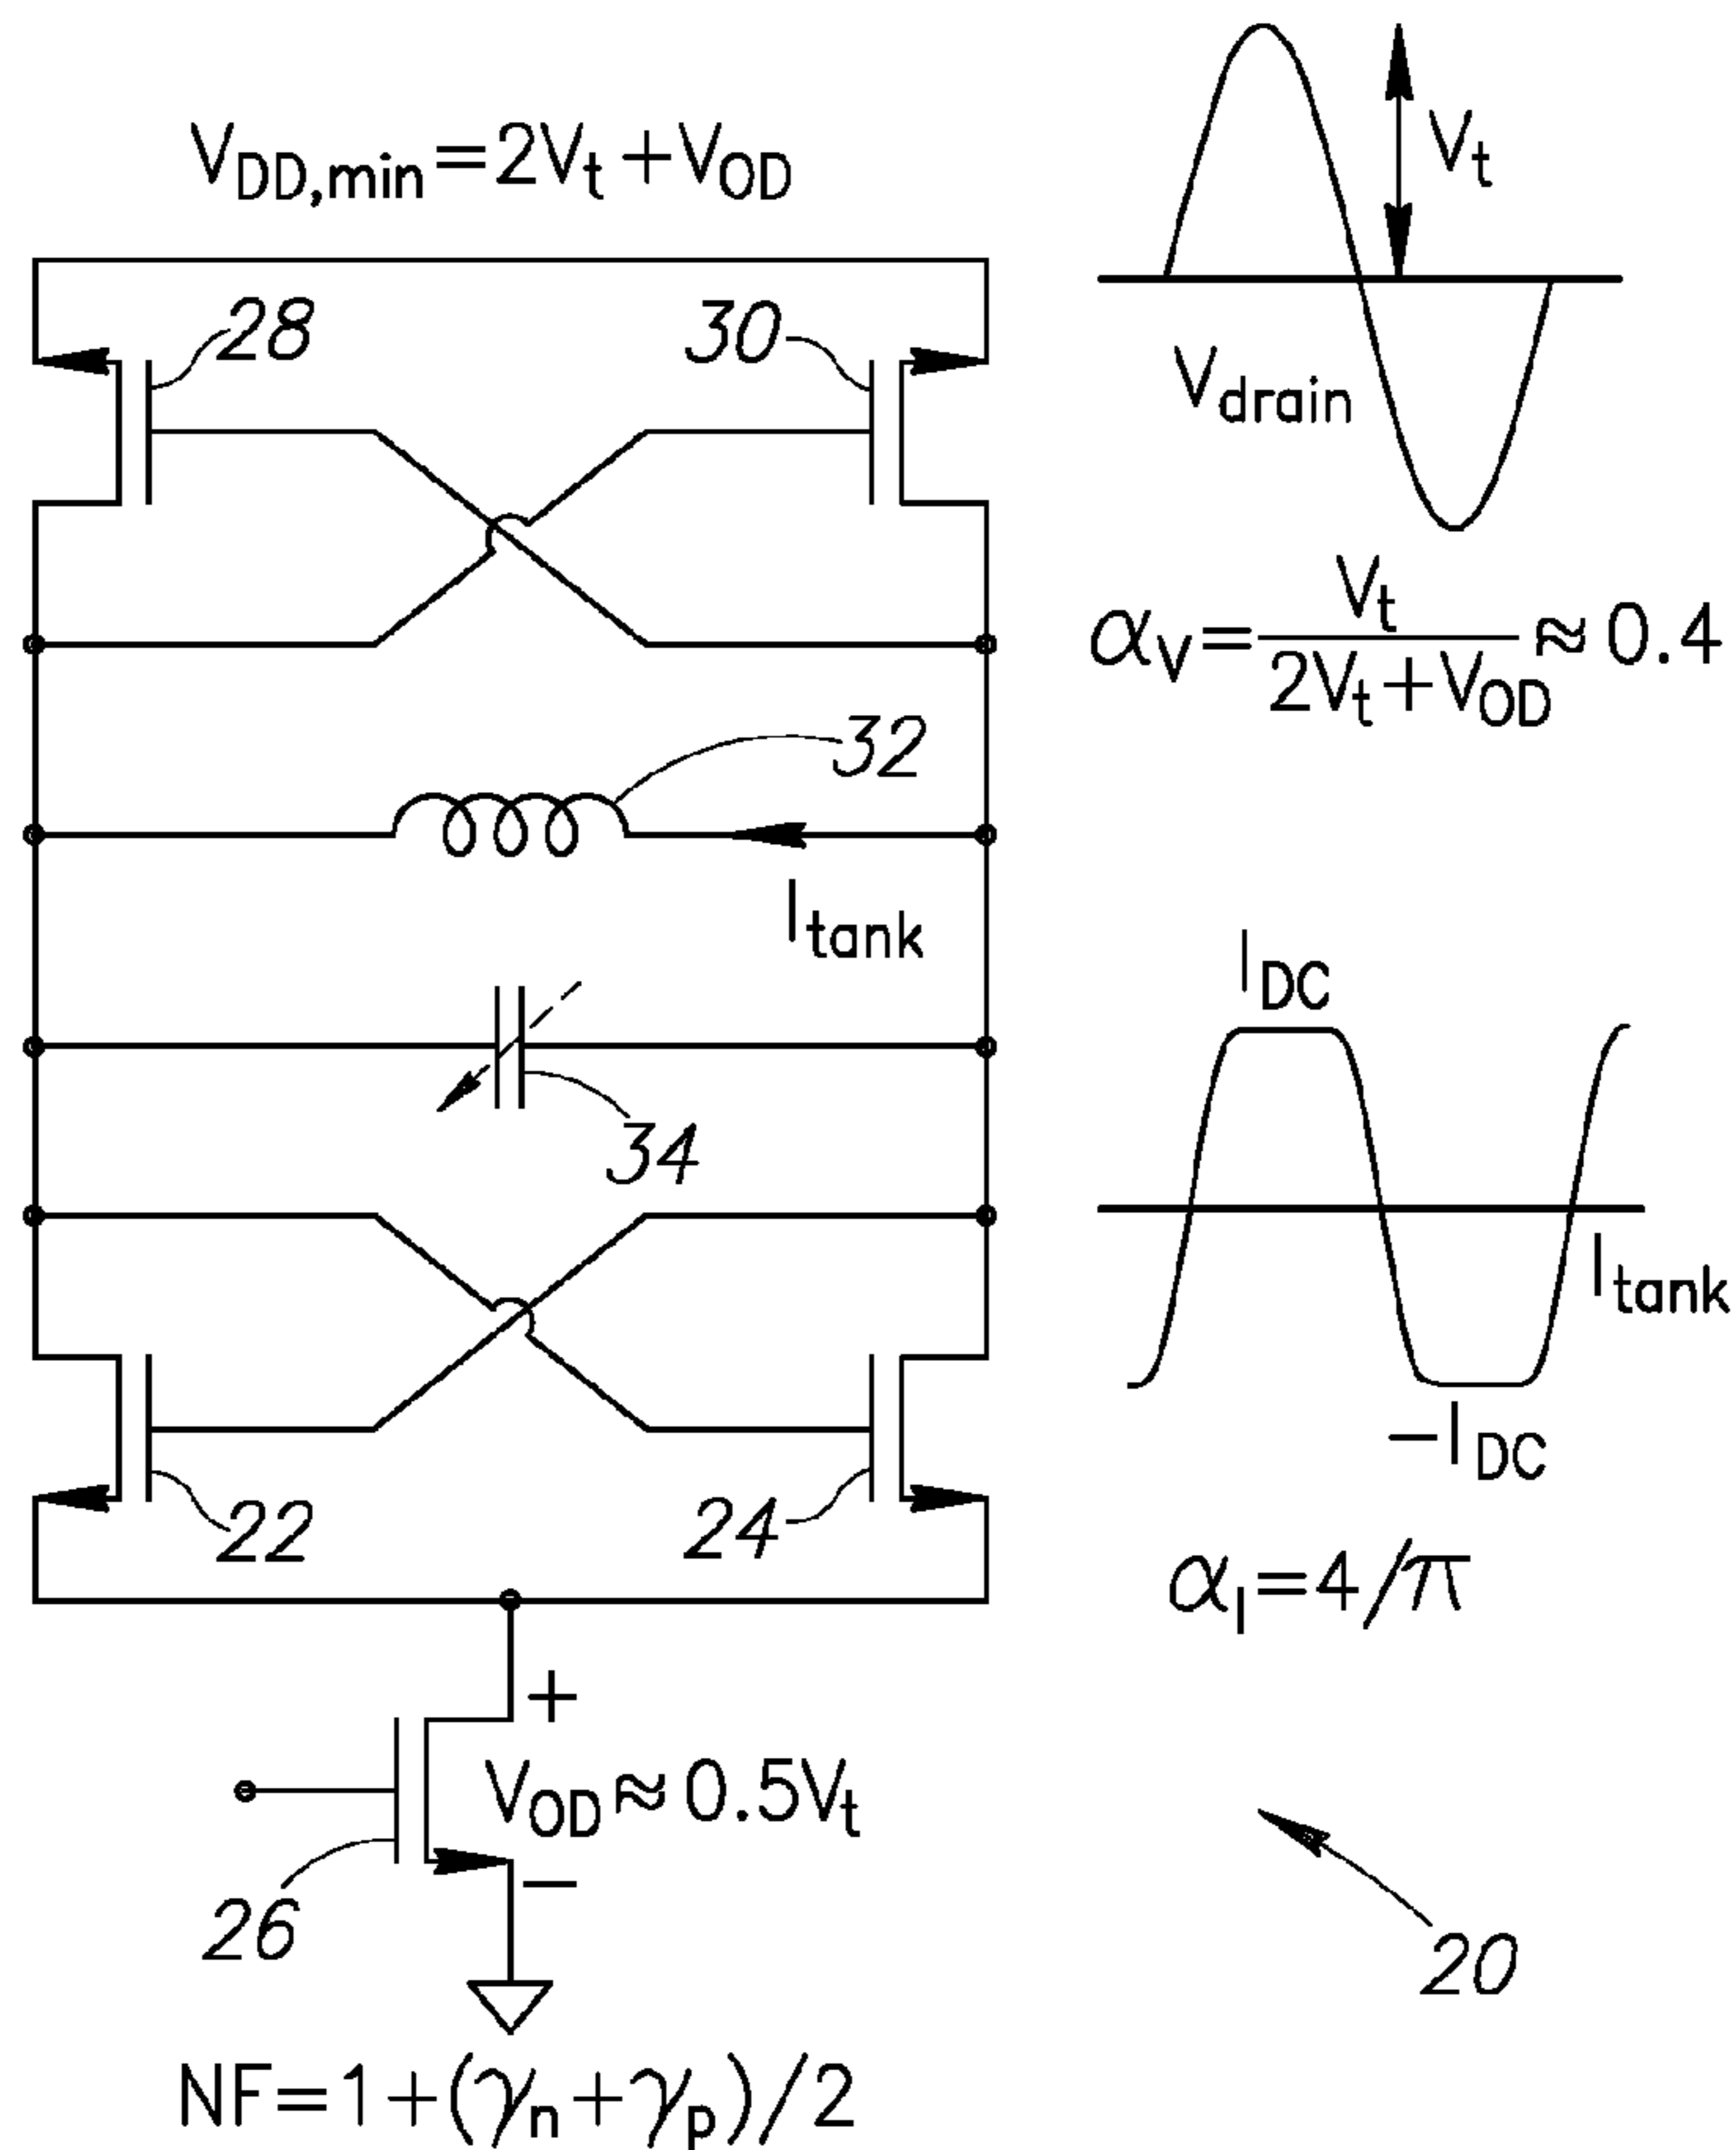 V_DD,min=2V_t+V_OD
V_t
28
30
V_drain
α_V=V_t/(2V_t+V_OD)≈0.4
32
I_tank
I_DC
34
I_tank
-I_DC
22
24
α_I=4/π
+
V_OD≈0.5V_t
−
26
20
NF=1+(γ_n+γ_p)/2